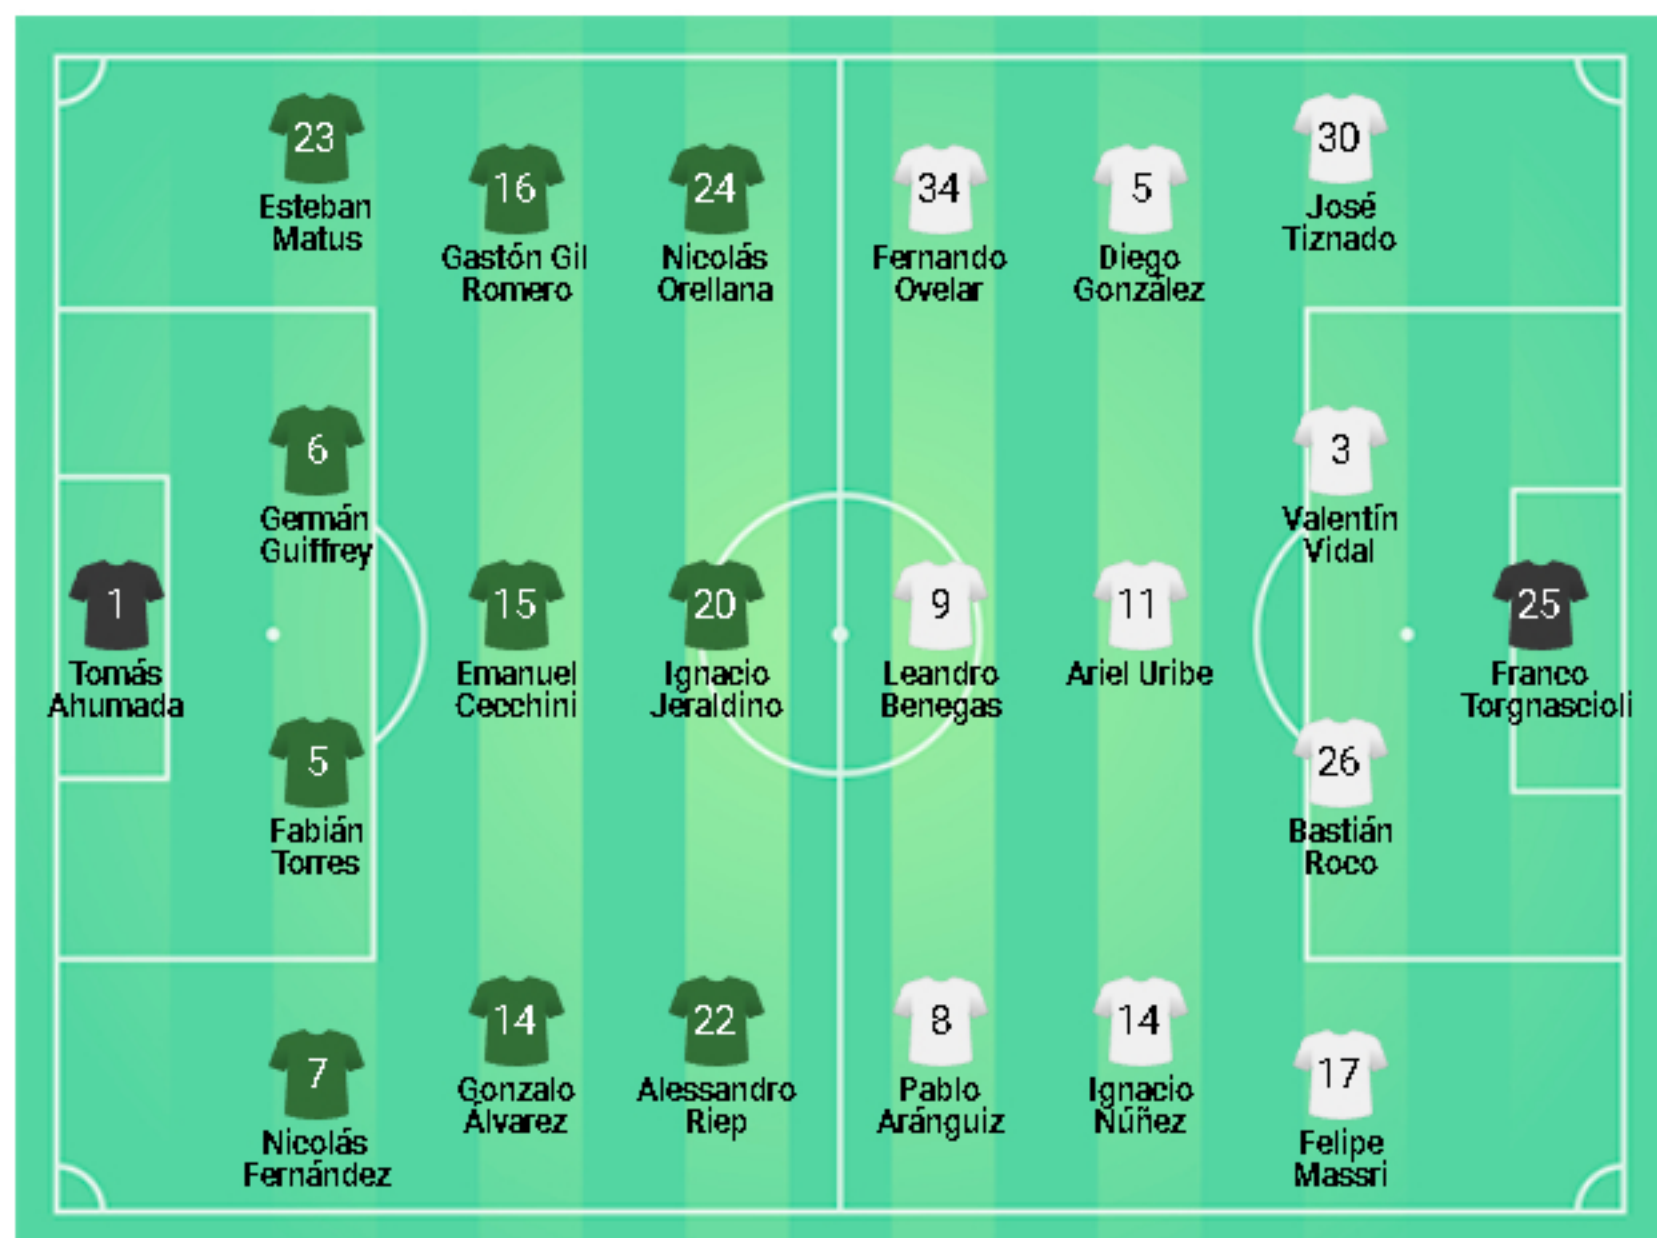 23
Esteban
Matus
16
Gastón Gil
Romero
24
Nicolás
Orellana
34
Fernando
Ovelar
5
Diego
González
30
José
Tiznado
6
Germán
Guiffrey
3
Valentín
Vidal
1
Tomás
Ahumada
15
Emanuel
Cecchini
20
Ignacio
Jeraldino
9
Leandro
Benegas
11
Ariel Uribe
25
Franco
Torgnascioli
5
Fabián
Torres
26
Bastián
Roco
7
Nicolás
Fernández
14
Gonzalo
Álvarez
22
Alessandro
Riep
8
Pablo
Aránguiz
14
Ignacio
Núñez
17
Felipe
Massri